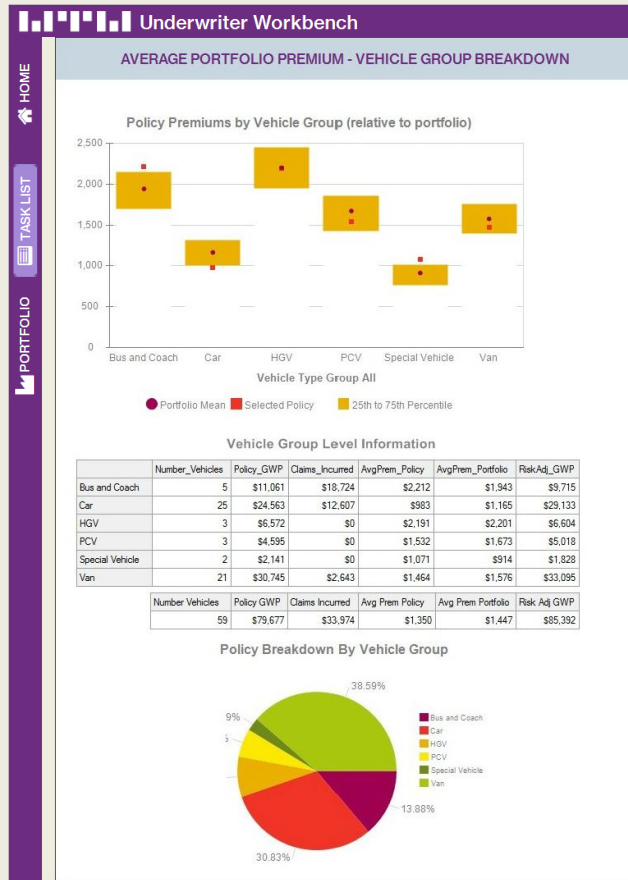 Underwriter Workbench
HOME
TASK LIST
PORTFOLIO
AVERAGE PORTFOLIO PREMIUM - VEHICLE GROUP BREAKDOWN
Policy Premiums by Vehicle Group (relative to portfolio)
2,500
2,000
1,500
1,000
500
0
Bus and Coach Car HGV PCV Special Vehicle Van
Vehicle Type Group All
Portfolio Mean Selected Policy 25th to 75th Percentile
Vehicle Group Level Information
Number_Vehicles Policy_GWP Claims_Incurred AvgPrem_Policy AvgPrem_Portfolio RiskAdj_GWP
Bus and Coach 5 $11,061 $18,724 $2,212 $1,943 $9,715
Car 25 $24,563 $12,607 $983 $1,165 $29,133
HGV 3 $6,572 $0 $2,191 $2,201 $6,604
PCV 3 $4,595 $0 $1,532 $1,673 $5,018
Special Vehicle 2 $2,141 $0 $1,071 $914 $1,828
Van 21 $30,745 $2,643 $1,464 $1,576 $33,095
Number Vehicles Policy GWP Claims Incurred Avg Prem Policy Avg Prem Portfolio Risk Adj GWP
59 $79,677 $33,974 $1,350 $1,447 $85,392
Policy Breakdown By Vehicle Group
38.59%
9%
Bus and Coach
Car
HGV
PCV
Special Vehicle
Van
13.88%
30.83%